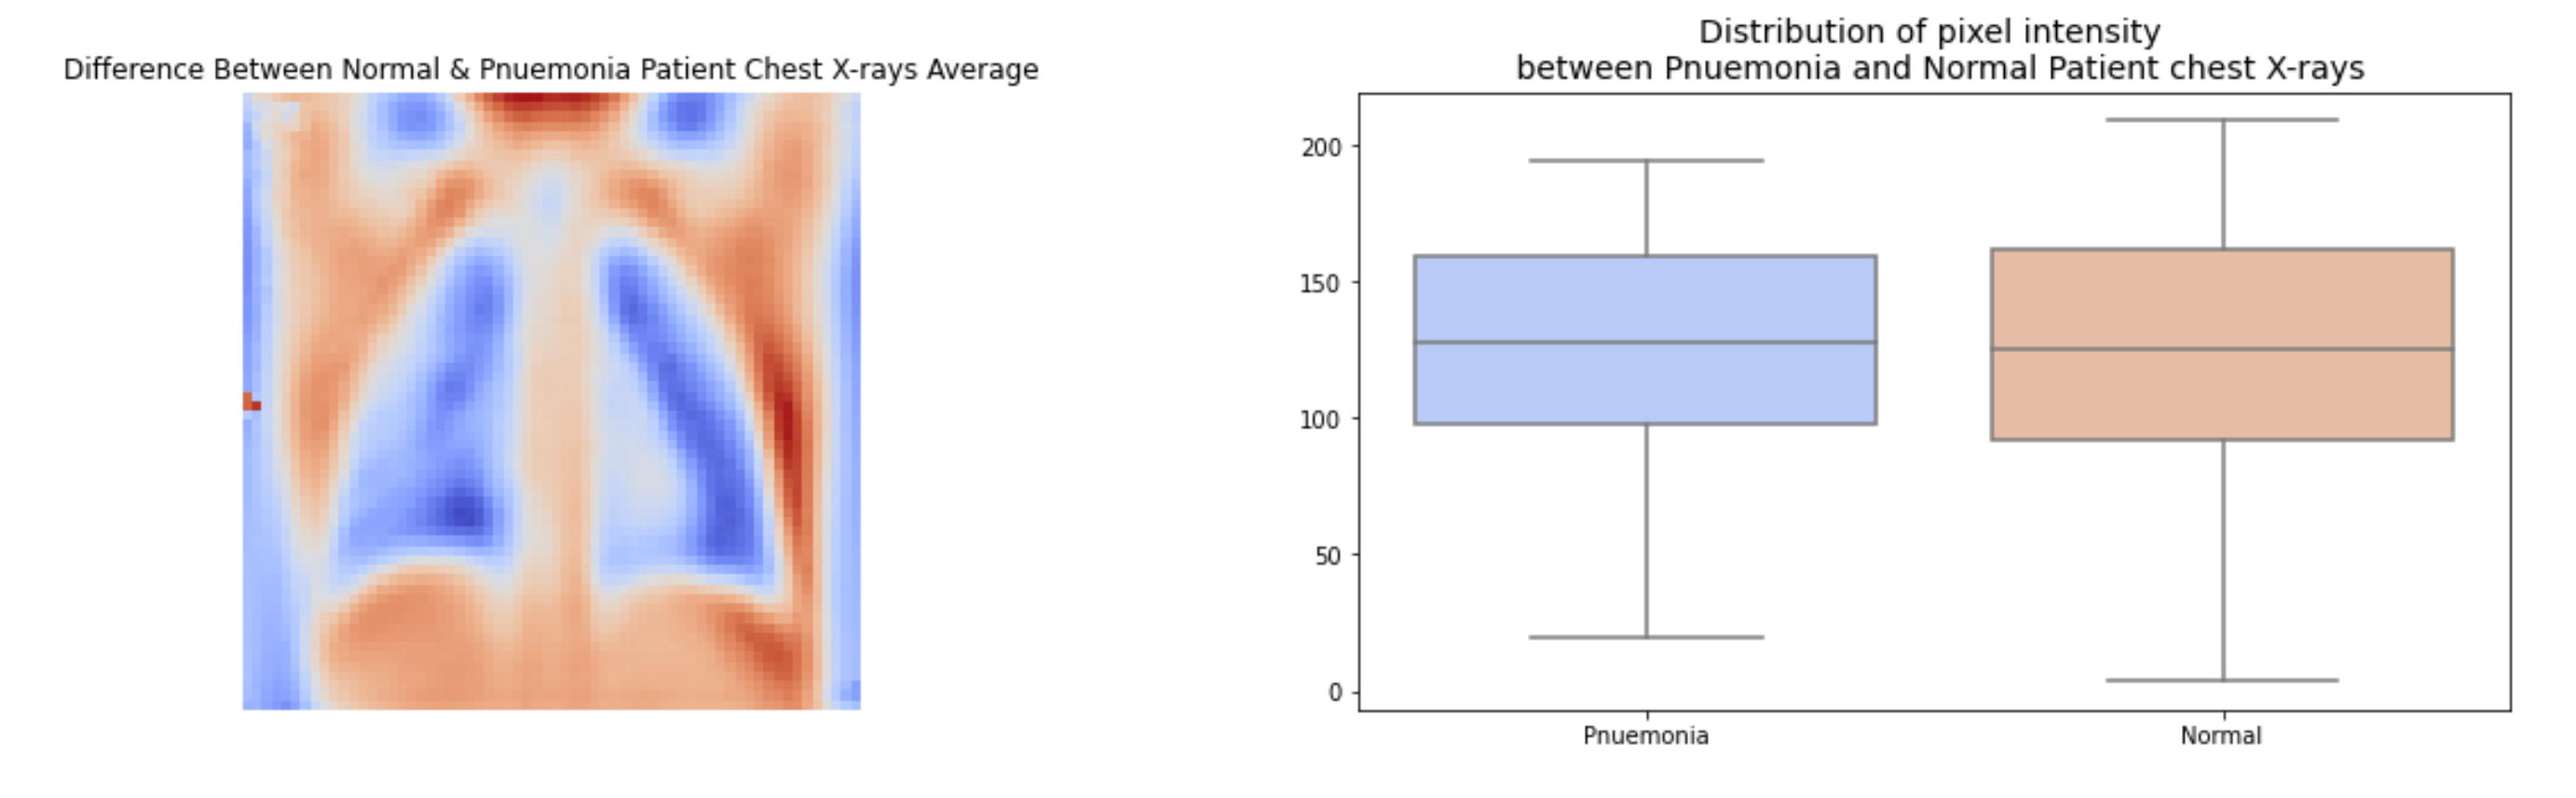 Difference Between Normal & Pnuemonia Patient Chest X-rays Average
Distribution of pixel intensity
between Pnuemonia and Normal Patient chest X-rays
200
150
100
50
0
Pnuemonia
Normal